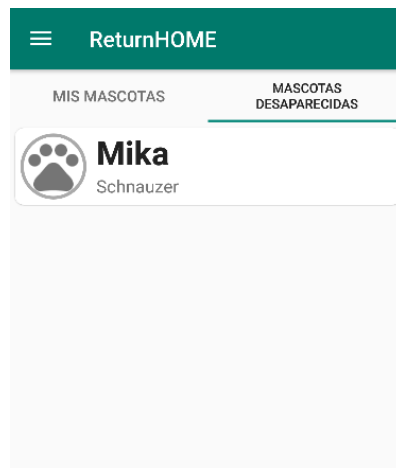 ReturnHOME
MIS MASCOTAS
MASCOTAS
DESAPARECIDAS
Mika
Schnauzer